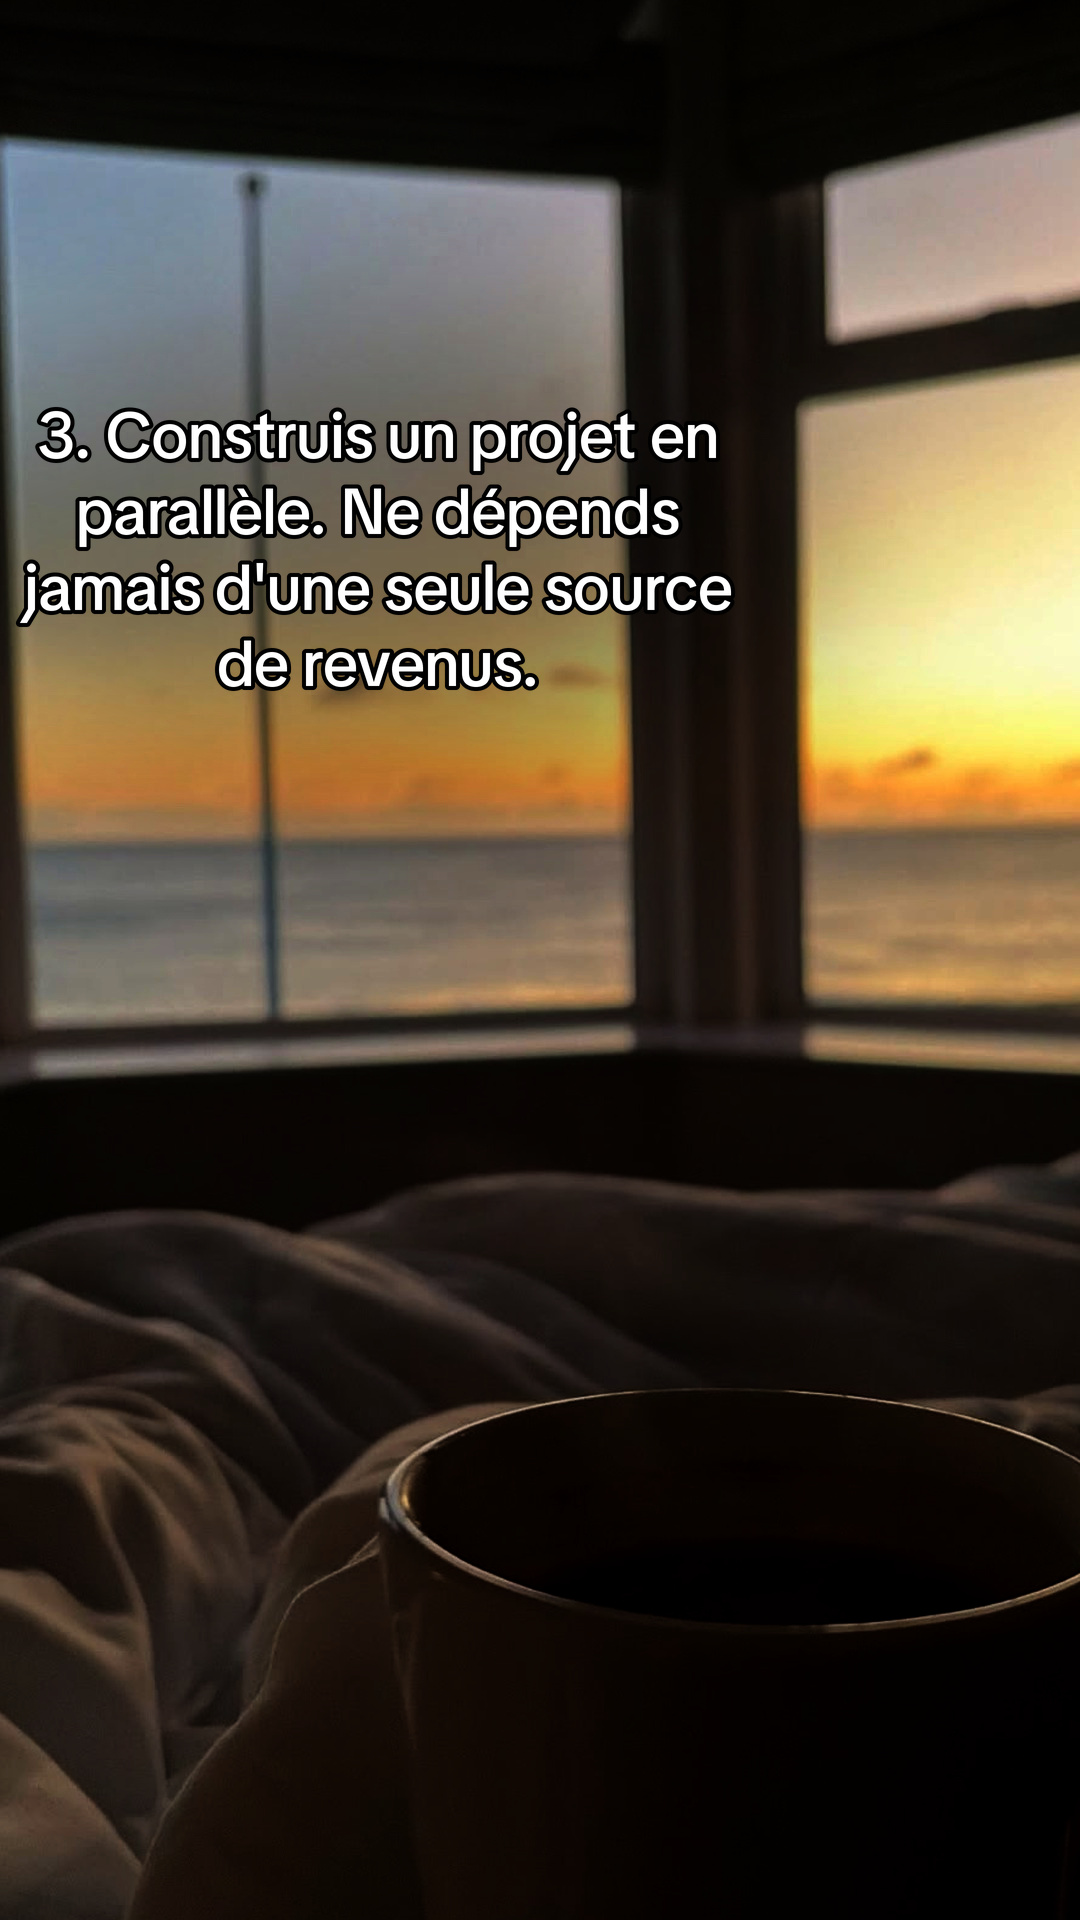 3. Construis un projet en
parallèle. Ne dépends
jamais d'une seule source
de revenus.